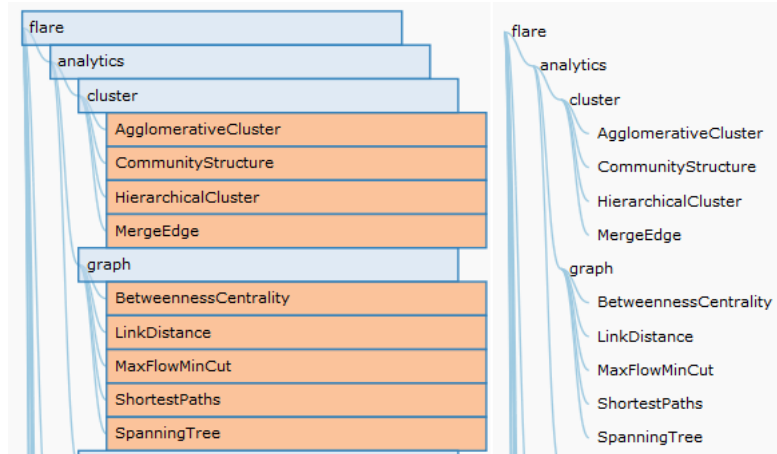 flare
analytics
cluster
AgglomerativeCluster
CommunityStructure
HierarchicalCluster
MergeEdge
graph
BetweennessCentrality
LinkDistance
MaxFlowMinCut
ShortestPaths
SpanningTree
flare
analytics
cluster
AgglomerativeCluster
CommunityStructure
HierarchicalCluster
MergeEdge
graph
BetweennessCentrality
LinkDistance
MaxFlowMinCut
ShortestPaths
SpanningTree